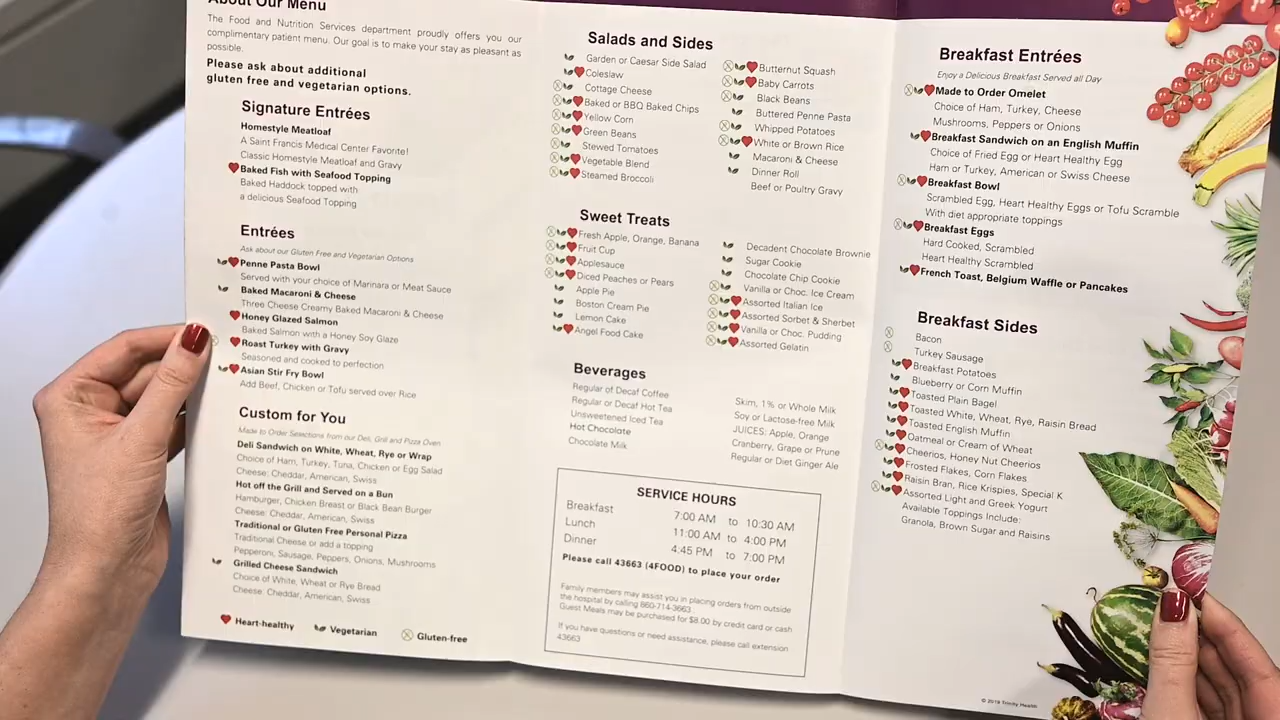 About Our Menu
The Food and Nutrition Services department proudly offers you our
complimentary patient menu. Our goal is to make your stay as pleasant as
possible.
Please ask about additional
gluten free and vegetarian options.
Signature Entrées
Homestyle Meatloaf
A Saint Francis Medical Center Favorite!
Classic Homestyle Meatloaf and Gravy
Baked Fish with Seafood Topping
Baked Haddock topped with
a delicious Seafood Topping
Entrées
Ask about our Gluten Free and Vegetarian Options
Penne Pasta Bowl
Served with your choice of Marinara or Meat Sauce
Baked Macaroni & Cheese
Three Cheese Creamy Baked Macaroni & Cheese
Honey Glazed Salmon
Baked Salmon with a Honey Soy Glaze
Roast Turkey with Gravy
Seasoned and cooked to perfection
Asian Stir Fry Bowl
Add Beef, Chicken or Tofu served over Rice
Custom for You
Made to Order Selections from our Deli, Grill and Pizza Oven
Deli Sandwich on White, Wheat, Rye or Wrap
Choice of Ham, Turkey, Tuna, Chicken or Egg Salad
Cheese: Cheddar, American, Swiss
Hot off the Grill and Served on a Bun
Hamburger, Chicken Breast or Black Bean Burger
Cheese: Cheddar, American, Swiss
Traditional or Gluten Free Personal Pizza
Traditional Cheese or add a topping
Pepperoni, Sausage, Peppers, Onions, Mushrooms
Grilled Cheese Sandwich
Choice of White, Wheat or Rye Bread
Cheese: Cheddar, American, Swiss
Heart-healthy Vegetarian Gluten-free
Salads and Sides
Garden or Caesar Side Salad
Coleslaw
Cottage Cheese
Baked or BBQ Baked Chips
Yellow Corn
Green Beans
Stewed Tomatoes
Vegetable Blend
Steamed Broccoli
Butternut Squash
Baby Carrots
Black Beans
Buttered Penne Pasta
Whipped Potatoes
White or Brown Rice
Macaroni & Cheese
Dinner Roll
Beef or Poultry Gravy
Sweet Treats
Fresh Apple, Orange, Banana
Fruit Cup
Applesauce
Diced Peaches or Pears
Apple Pie
Boston Cream Pie
Lemon Cake
Angel Food Cake
Decadent Chocolate Brownie
Sugar Cookie
Chocolate Chip Cookie
Vanilla or Choc. Ice Cream
Assorted Italian Ice
Assorted Sorbet & Sherbet
Vanilla or Choc. Pudding
Assorted Gelatin
Beverages
Regular of Decaf Coffee
Regular or Decaf Hot Tea
Unsweetened Iced Tea
Hot Chocolate
Chocolate Milk
Skim, 1% or Whole Milk
Soy or Lactose-free Milk
JUICES: Apple, Orange
Cranberry, Grape or Prune
Regular or Diet Ginger Ale
SERVICE HOURS
Breakfast 7:00 AM to 10:30 AM
Lunch 11:00 AM to 4:00 PM
Dinner 4:45 PM to 7:00 PM
Please call 43663 (4FOOD) to place your order
Family members may assist you in placing orders from outside
the hospital by calling 860-714-3663
Guest Meals may be purchased for $8.00 by credit card or cash
If you have questions or need assistance, please call extension
43663
Breakfast Entrées
Enjoy a Delicious Breakfast Served all Day
Made to Order Omelet
Choice of Ham, Turkey, Cheese
Mushrooms, Peppers or Onions
Breakfast Sandwich on an English Muffin
Choice of Fried Egg or Heart Healthy Egg
Ham or Turkey, American or Swiss Cheese
Breakfast Bowl
Scrambled Egg, Heart Healthy Eggs or Tofu Scramble
With diet appropriate toppings
Breakfast Eggs
Hard Cooked, Scrambled
Heart Healthy Scrambled
French Toast, Belgium Waffle or Pancakes
Breakfast Sides
Bacon
Turkey Sausage
Breakfast Potatoes
Blueberry or Corn Muffin
Toasted Plain Bagel
Toasted White, Wheat, Rye, Raisin Bread
Toasted English Muffin
Oatmeal or Cream of Wheat
Cheerios, Honey Nut Cheerios
Frosted Flakes, Corn Flakes
Raisin Bran, Rice Krispies, Special K
Assorted Light and Greek Yogurt
Available Toppings Include:
Granola, Brown Sugar and Raisins
© 2019 Trinity Health